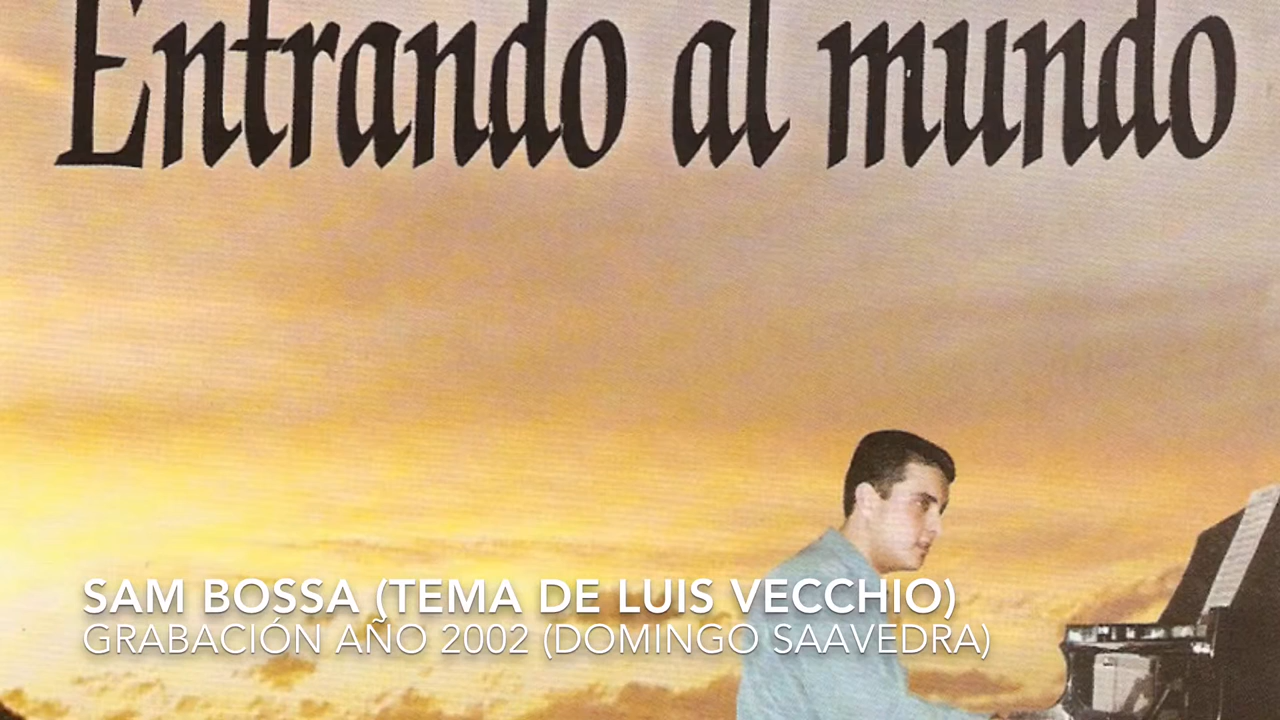 Entrando al mundo
SAM BOSSA (TEMA DE LUIS VECCHIO)
GRABACIÓN AÑO 2002 (DOMINGO SAAVEDRA)